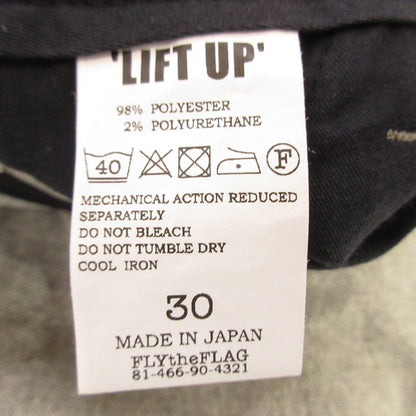 'LIFT UP'
98% POLYESTER
2% POLYURETHANE
40 F
MECHANICAL ACTION REDUCED
SEPARATELY
DO NOT BLEACH
DO NOT TUMBLE DRY
COOL IRON
30
MADE IN JAPAN
FLYtheFLAG
81-466-90-4321